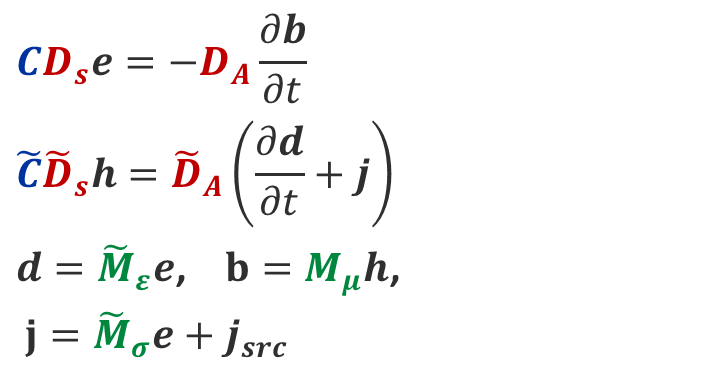 CD_s e = −D_A ∂b/∂t
C̃D̃_s h = D̃_A (∂d/∂t + j)
d = M̃_ε e, b = M_μ h,
j = M̃_σ e + j_src